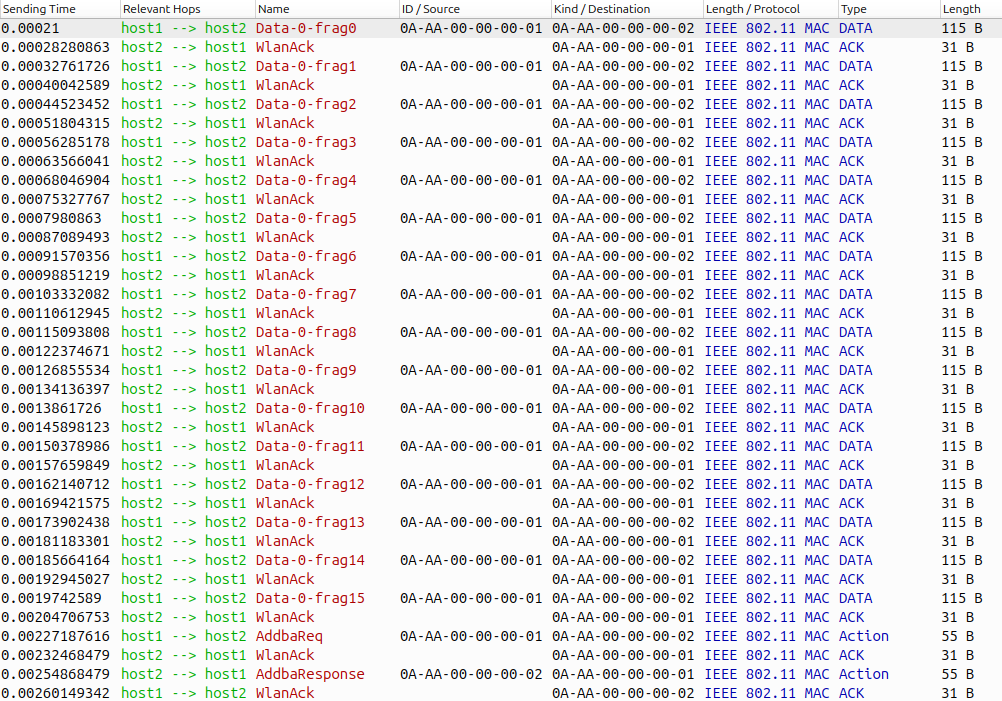 Sending Time Relevant Hops Name ID / Source Kind / Destination Length / Protocol Type Length
0.00021 host1 --> host2 Data-0-frag0 0A-AA-00-00-00-01 0A-AA-00-00-00-02 IEEE 802.11 MAC DATA 115 B
0.00028280863 host2 --> host1 WlanAck 0A-AA-00-00-00-01 IEEE 802.11 MAC ACK 31 B
0.00032761726 host1 --> host2 Data-0-frag1 0A-AA-00-00-00-01 0A-AA-00-00-00-02 IEEE 802.11 MAC DATA 115 B
0.00040042589 host2 --> host1 WlanAck 0A-AA-00-00-00-01 IEEE 802.11 MAC ACK 31 B
0.00044523452 host1 --> host2 Data-0-frag2 0A-AA-00-00-00-01 0A-AA-00-00-00-02 IEEE 802.11 MAC DATA 115 B
0.00051804315 host2 --> host1 WlanAck 0A-AA-00-00-00-01 IEEE 802.11 MAC ACK 31 B
0.00056285178 host1 --> host2 Data-0-frag3 0A-AA-00-00-00-01 0A-AA-00-00-00-02 IEEE 802.11 MAC DATA 115 B
0.00063566041 host2 --> host1 WlanAck 0A-AA-00-00-00-01 IEEE 802.11 MAC ACK 31 B
0.00068046904 host1 --> host2 Data-0-frag4 0A-AA-00-00-00-01 0A-AA-00-00-00-02 IEEE 802.11 MAC DATA 115 B
0.00075327767 host2 --> host1 WlanAck 0A-AA-00-00-00-01 IEEE 802.11 MAC ACK 31 B
0.0007980863 host1 --> host2 Data-0-frag5 0A-AA-00-00-00-01 0A-AA-00-00-00-02 IEEE 802.11 MAC DATA 115 B
0.00087089493 host2 --> host1 WlanAck 0A-AA-00-00-00-01 IEEE 802.11 MAC ACK 31 B
0.00091570356 host1 --> host2 Data-0-frag6 0A-AA-00-00-00-01 0A-AA-00-00-00-02 IEEE 802.11 MAC DATA 115 B
0.00098851219 host2 --> host1 WlanAck 0A-AA-00-00-00-01 IEEE 802.11 MAC ACK 31 B
0.00103332082 host1 --> host2 Data-0-frag7 0A-AA-00-00-00-01 0A-AA-00-00-00-02 IEEE 802.11 MAC DATA 115 B
0.00110612945 host2 --> host1 WlanAck 0A-AA-00-00-00-01 IEEE 802.11 MAC ACK 31 B
0.00115093808 host1 --> host2 Data-0-frag8 0A-AA-00-00-00-01 0A-AA-00-00-00-02 IEEE 802.11 MAC DATA 115 B
0.00122374671 host2 --> host1 WlanAck 0A-AA-00-00-00-01 IEEE 802.11 MAC ACK 31 B
0.00126855534 host1 --> host2 Data-0-frag9 0A-AA-00-00-00-01 0A-AA-00-00-00-02 IEEE 802.11 MAC DATA 115 B
0.00134136397 host2 --> host1 WlanAck 0A-AA-00-00-00-01 IEEE 802.11 MAC ACK 31 B
0.0013861726 host1 --> host2 Data-0-frag10 0A-AA-00-00-00-01 0A-AA-00-00-00-02 IEEE 802.11 MAC DATA 115 B
0.00145898123 host2 --> host1 WlanAck 0A-AA-00-00-00-01 IEEE 802.11 MAC ACK 31 B
0.00150378986 host1 --> host2 Data-0-frag11 0A-AA-00-00-00-01 0A-AA-00-00-00-02 IEEE 802.11 MAC DATA 115 B
0.00157659849 host2 --> host1 WlanAck 0A-AA-00-00-00-01 IEEE 802.11 MAC ACK 31 B
0.00162140712 host1 --> host2 Data-0-frag12 0A-AA-00-00-00-01 0A-AA-00-00-00-02 IEEE 802.11 MAC DATA 115 B
0.00169421575 host2 --> host1 WlanAck 0A-AA-00-00-00-01 IEEE 802.11 MAC ACK 31 B
0.00173902438 host1 --> host2 Data-0-frag13 0A-AA-00-00-00-01 0A-AA-00-00-00-02 IEEE 802.11 MAC DATA 115 B
0.00181183301 host2 --> host1 WlanAck 0A-AA-00-00-00-01 IEEE 802.11 MAC ACK 31 B
0.00185664164 host1 --> host2 Data-0-frag14 0A-AA-00-00-00-01 0A-AA-00-00-00-02 IEEE 802.11 MAC DATA 115 B
0.00192945027 host2 --> host1 WlanAck 0A-AA-00-00-00-01 IEEE 802.11 MAC ACK 31 B
0.0019742589 host1 --> host2 Data-0-frag15 0A-AA-00-00-00-01 0A-AA-00-00-00-02 IEEE 802.11 MAC DATA 115 B
0.00204706753 host2 --> host1 WlanAck 0A-AA-00-00-00-01 IEEE 802.11 MAC ACK 31 B
0.00227187616 host1 --> host2 AddbaReq 0A-AA-00-00-00-01 0A-AA-00-00-00-02 IEEE 802.11 MAC Action 55 B
0.00232468479 host2 --> host1 WlanAck 0A-AA-00-00-00-01 IEEE 802.11 MAC ACK 31 B
0.00254868479 host2 --> host1 AddbaResponse 0A-AA-00-00-00-02 0A-AA-00-00-00-01 IEEE 802.11 MAC Action 55 B
0.00260149342 host1 --> host2 WlanAck 0A-AA-00-00-00-02 IEEE 802.11 MAC ACK 31 B